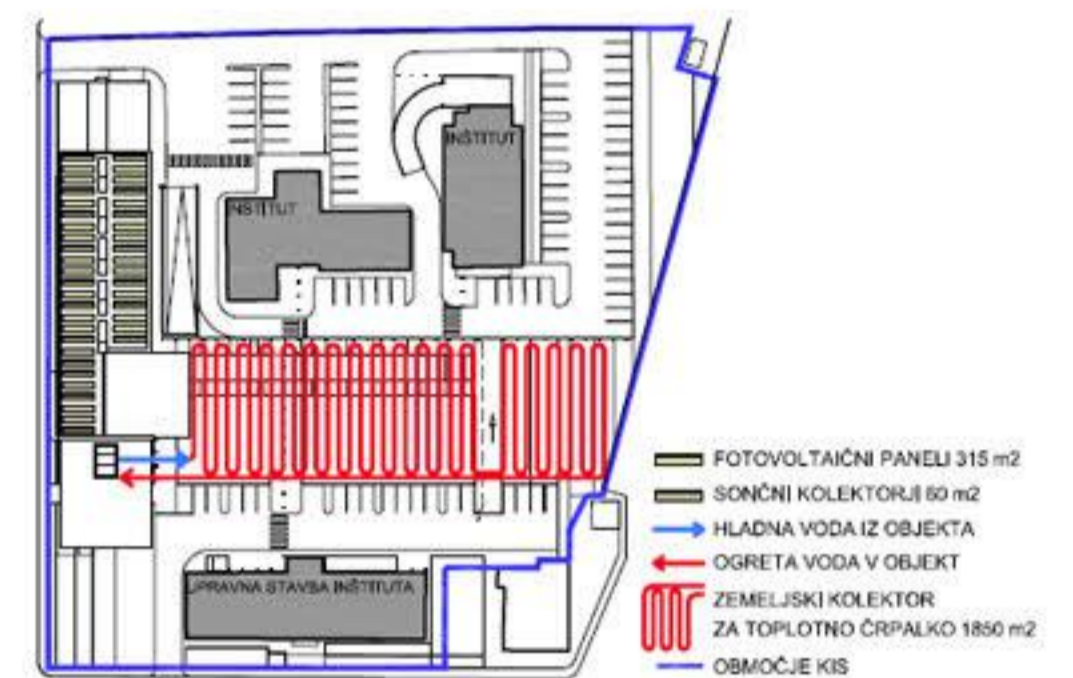 INŠTITUT
INŠTITUT
UPRAVNA STAVBA INŠTITUTA
FOTOVOLTAIČNI PANELI 315 m2
SONČNI KOLEKTORJI 60 m2
HLADNA VODA IZ OBJEKTA
OGRETA VODA V OBJEKT
ZEMELJSKI KOLEKTOR
ZA TOPLOTNO ČRPALKO 1850 m2
OBMOČJE KIS